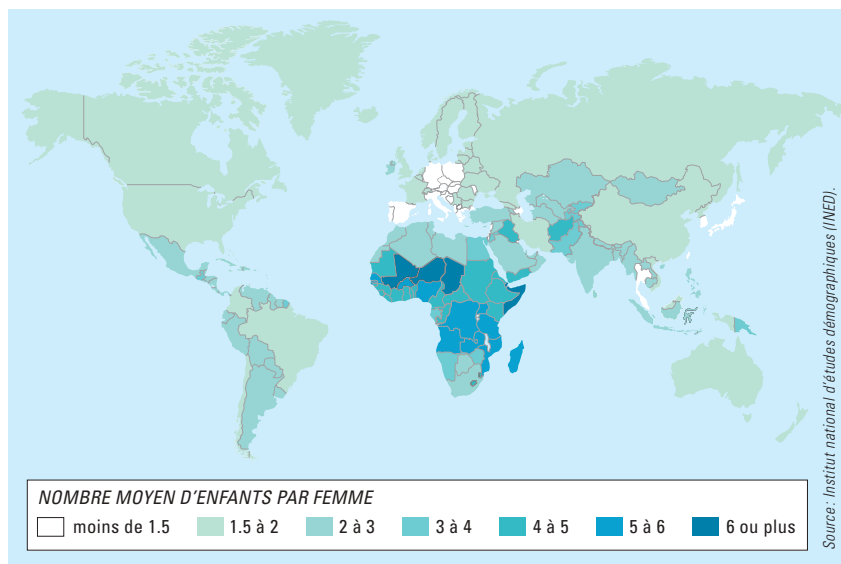 NOMBRE MOYEN D'ENFANTS PAR FEMME
moins de 1.5 1.5 à 2 2 à 3 3 à 4 4 à 5 5 à 6 6 ou plus
Source: Institut national d'études démographiques (INED).